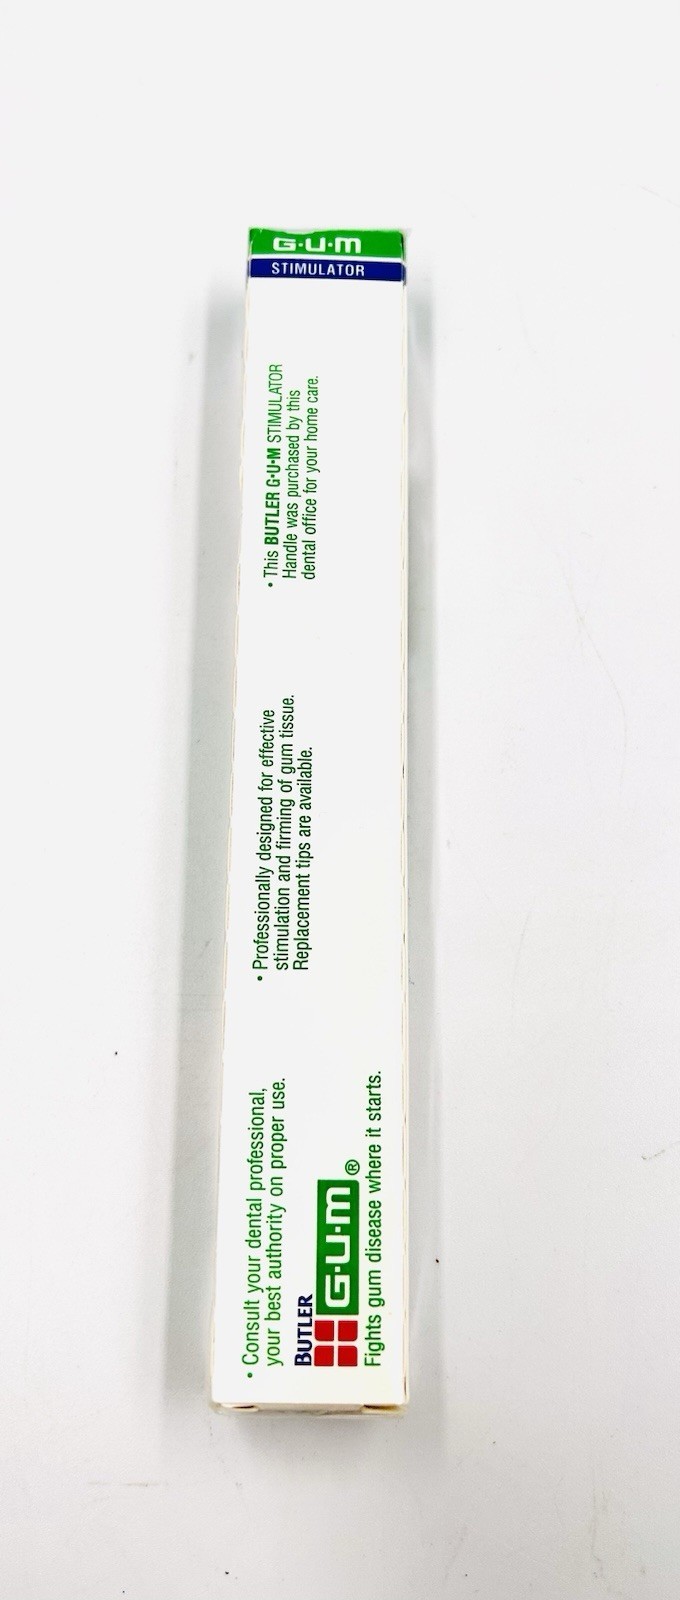 G·U·M
STIMULATOR
• Consult your dental professional,
your best authority on proper use.
BUTLER
G·U·M®
Fights gum disease where it starts.
• Professionally designed for effective
stimulation and firming of gum tissue.
Replacement tips are available.
• This BUTLER G·U·M STIMULATOR
Handle was purchased by this
dental office for your home care.